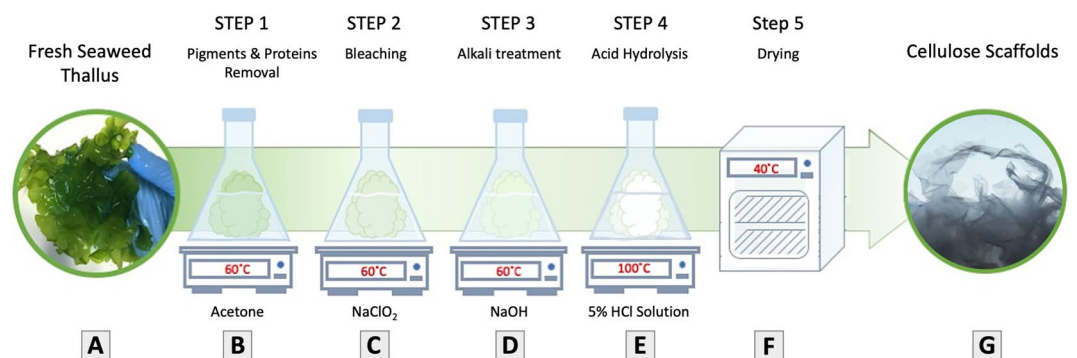 Fresh Seaweed
Thallus
STEP 1
Pigments & Proteins
Removal
STEP 2
Bleaching
STEP 3
Alkali treatment
STEP 4
Acid Hydrolysis
Step 5
Drying
Cellulose Scaffolds
60°C
60°C
60°C
100°C
40°C
Acetone
NaClO₂
NaOH
5% HCl Solution
A
B
C
D
E
F
G